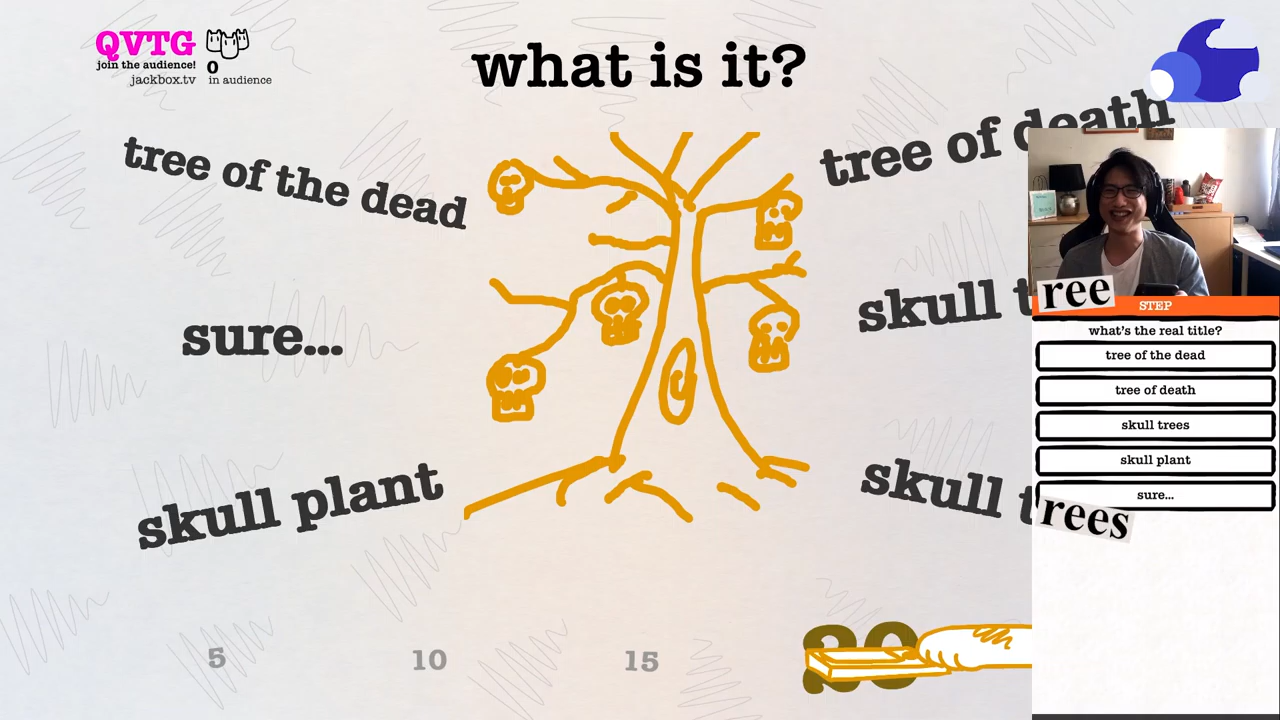 QVTG
join the audience!
jackbox.tv
0
in audience
what is it?
tree of the dead
tree of death
sure...
skull tree
skull plant
skull trees
5
10
15
20
STEP
what's the real title?
tree of the dead
tree of death
skull trees
skull plant
sure...